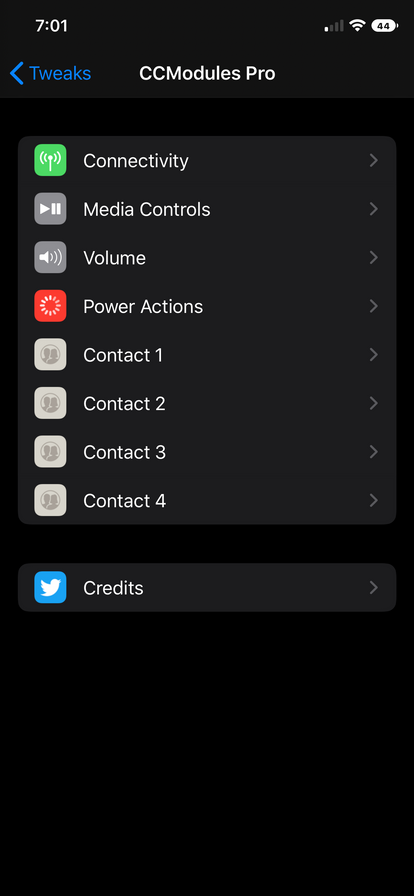 7:01
44
Tweaks
CCModules Pro
Connectivity
Media Controls
Volume
Power Actions
Contact 1
Contact 2
Contact 3
Contact 4
Credits